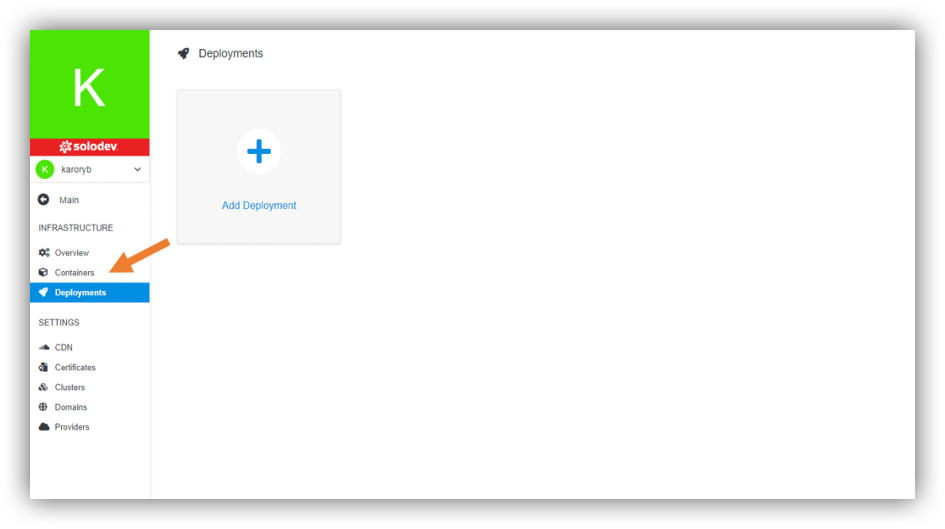 K
solodev
K karoryb
Main
INFRASTRUCTURE
Overview
Containers
Deployments
SETTINGS
CDN
Certificates
Clusters
Domains
Providers
Deployments
Add Deployment